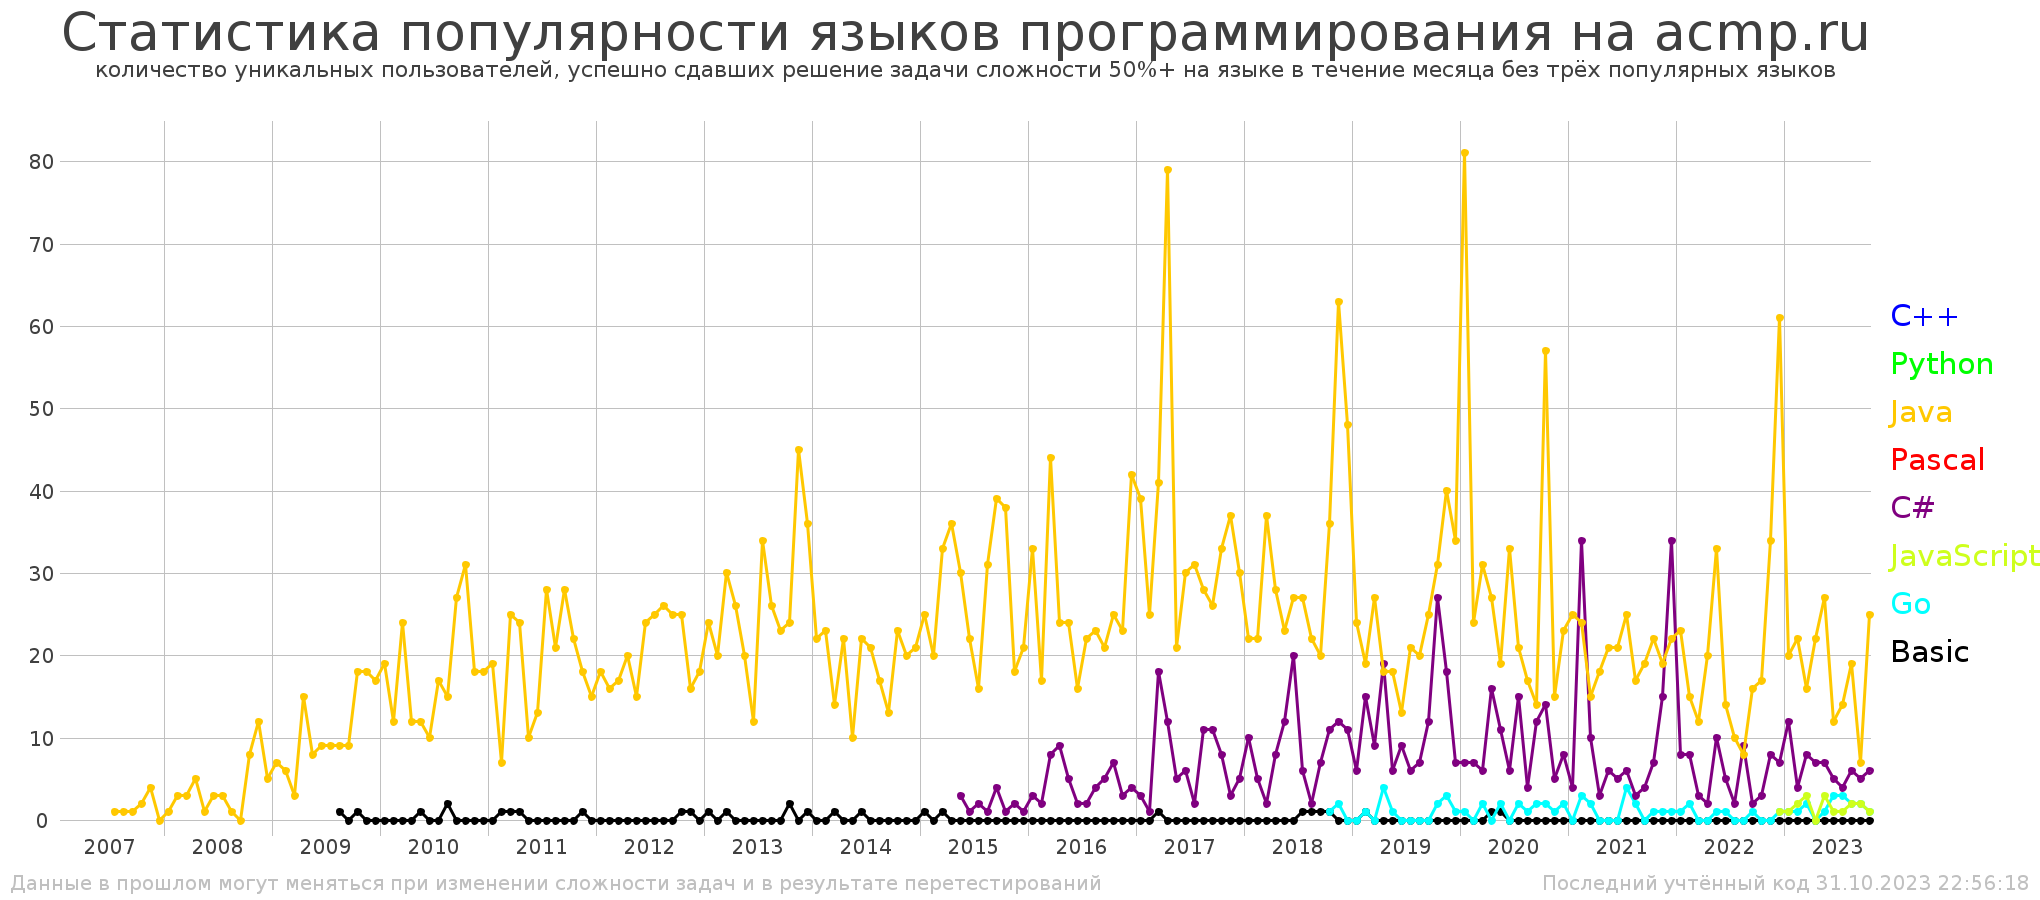 Статистика популярности языков программирования на acmp.ru
количество уникальных пользователей, успешно сдавших решение задачи сложности 50%+ на языке в течение месяца без трёх популярных языков
80
70
60
50
40
30
20
10
0
C++
Python
Java
Pascal
C#
JavaScript
Go
Basic
2007 2008 2009 2010 2011 2012 2013 2014 2015 2016 2017 2018 2019 2020 2021 2022 2023
Данные в прошлом могут меняться при изменении сложности задач и в результате перетестирований
Последний учтённый код 31.10.2023 22:56:18